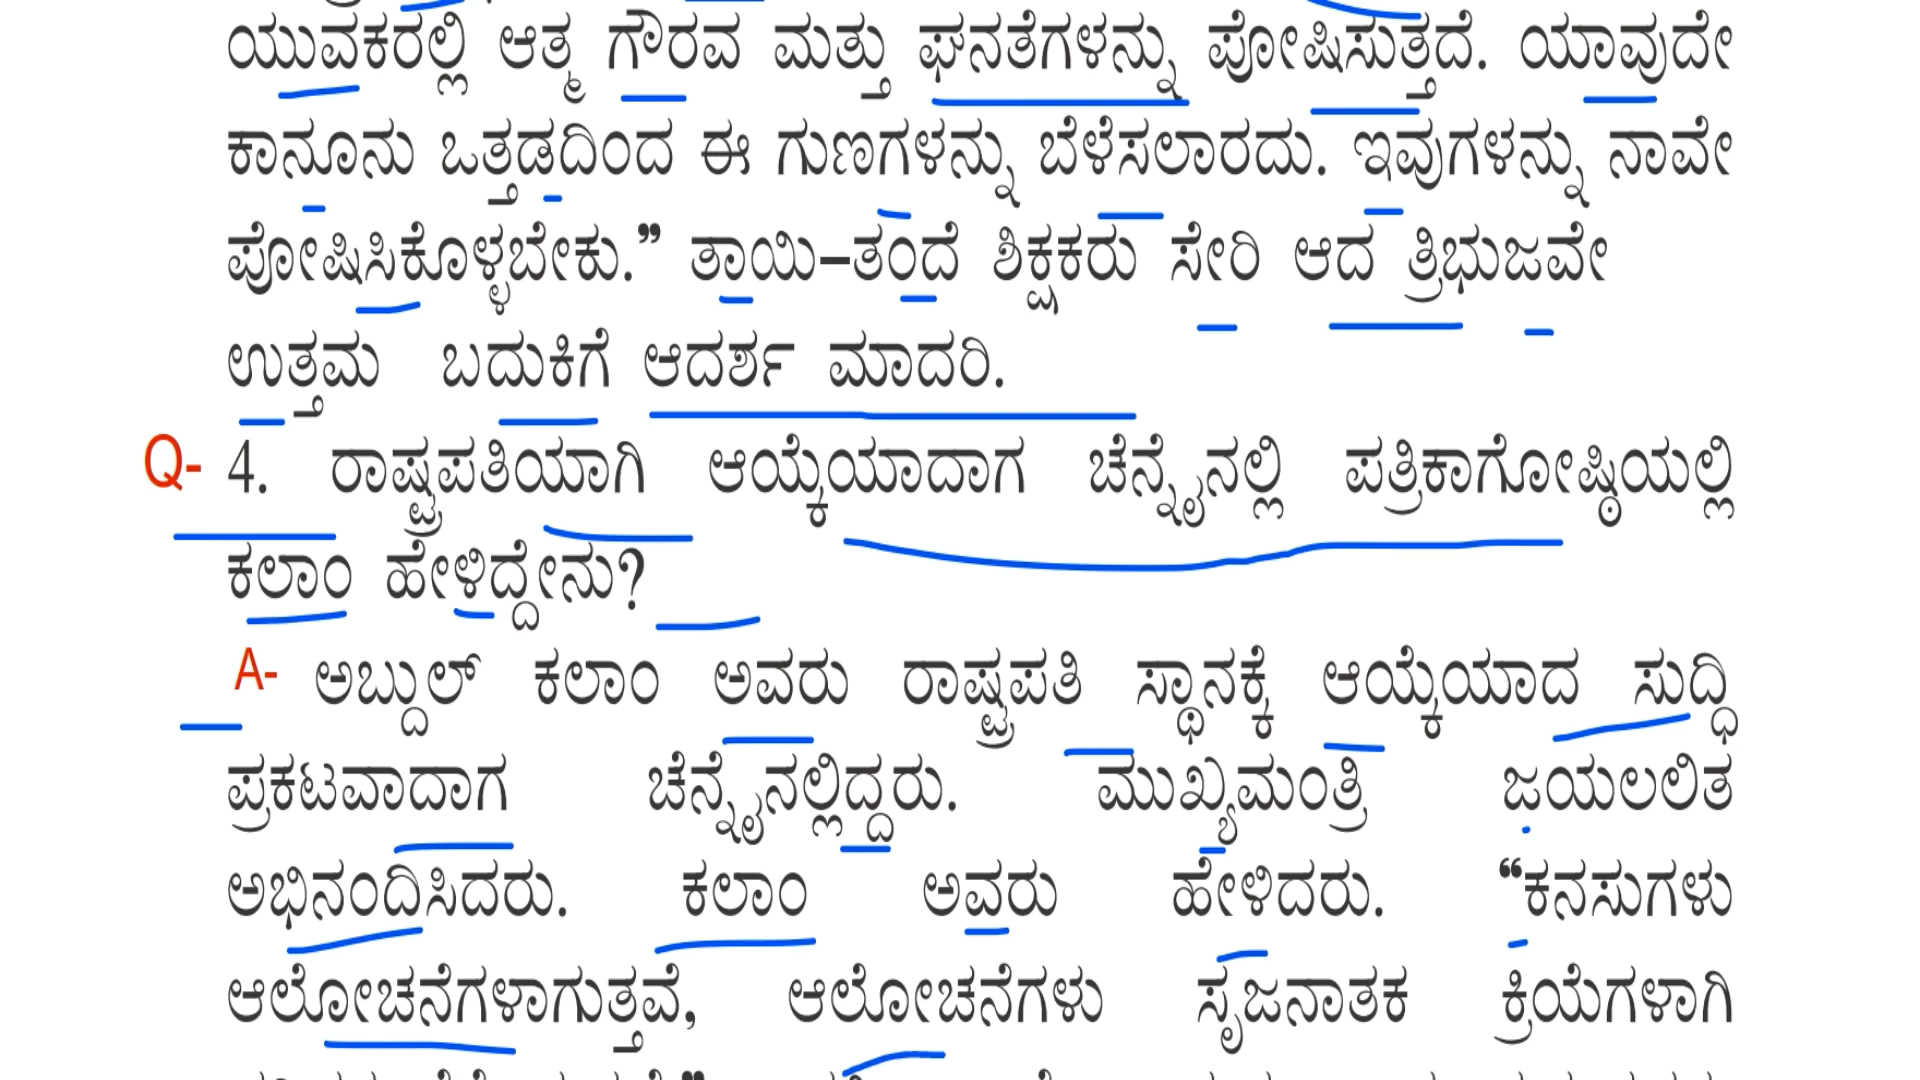 ಯುವಕರಲ್ಲಿ ಆತ್ಮ ಗೌರವ ಮತ್ತು ಘನತೆಗಳನ್ನು ಪೋಷಿಸುತ್ತದೆ. ಯಾವುದೇ
ಕಾನೂನು ಒತ್ತಡದಿಂದ ಈ ಗುಣಗಳನ್ನು ಬೆಳೆಸಲಾರದು. ಇವುಗಳನ್ನು ನಾವೇ
ಪೋಷಿಸಿಕೊಳ್ಳಬೇಕು.” ತಾಯಿ–ತಂದೆ ಶಿಕ್ಷಕರು ಸೇರಿ ಆದ ತ್ರಿಭುಜವೇ
ಉತ್ತಮ ಬದುಕಿಗೆ ಆದರ್ಶ ಮಾದರಿ.
Q- 4. ರಾಷ್ಟ್ರಪತಿಯಾಗಿ ಆಯ್ಕೆಯಾದಾಗ ಚೆನ್ನೈನಲ್ಲಿ ಪತ್ರಿಕಾಗೋಷ್ಠಿಯಲ್ಲಿ
ಕಲಾಂ ಹೇಳಿದ್ದೇನು?
A- ಅಬ್ದುಲ್ ಕಲಾಂ ಅವರು ರಾಷ್ಟ್ರಪತಿ ಸ್ಥಾನಕ್ಕೆ ಆಯ್ಕೆಯಾದ ಸುದ್ಧಿ
ಪ್ರಕಟವಾದಾಗ ಚೆನ್ನೈನಲ್ಲಿದ್ದರು. ಮುಖ್ಯಮಂತ್ರಿ ಜಯಲಲಿತ
ಅಭಿನಂದಿಸಿದರು. ಕಲಾಂ ಅವರು ಹೇಳಿದರು. “ಕನಸುಗಳು
ಆಲೋಚನೆಗಳಾಗುತ್ತವೆ, ಆಲೋಚನೆಗಳು ಸೃಜನಾತಕ ಕ್ರಿಯೆಗಳಾಗಿ